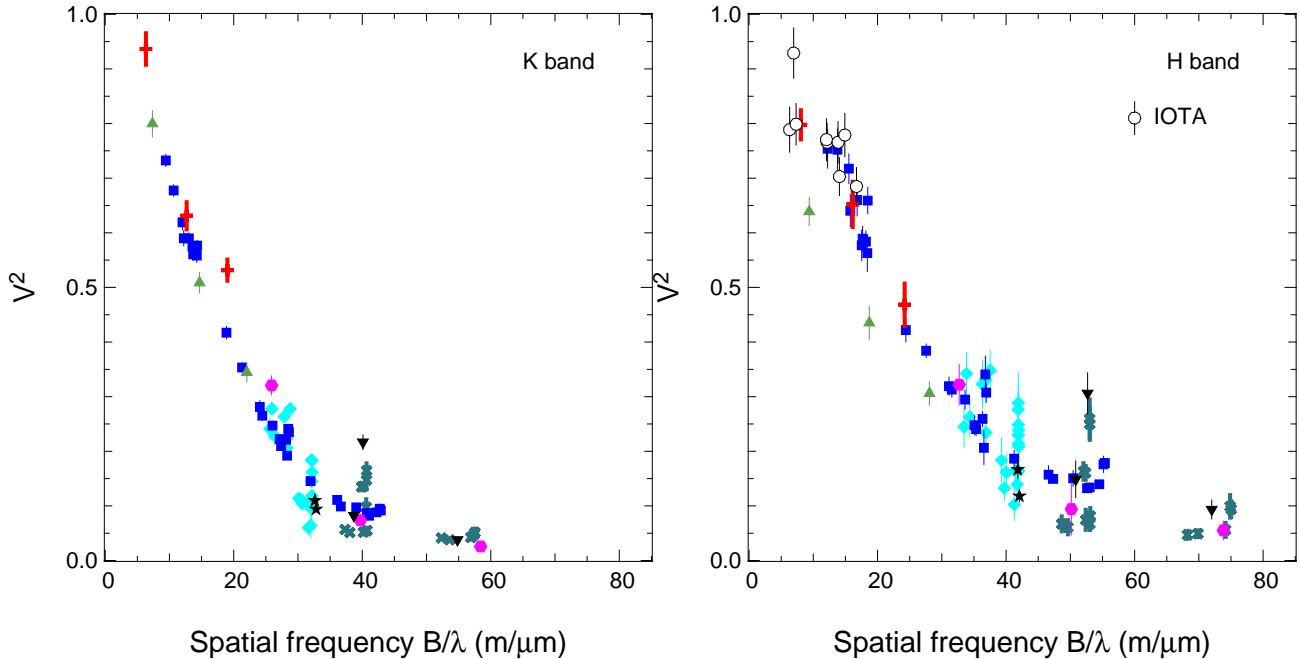 1.0
0.5
0.0
V²
K band
0 20 40 60 80
Spatial frequency B/λ (m/μm)
1.0
0.5
0.0
V²
H band
IOTA
0 20 40 60 80
Spatial frequency B/λ (m/μm)